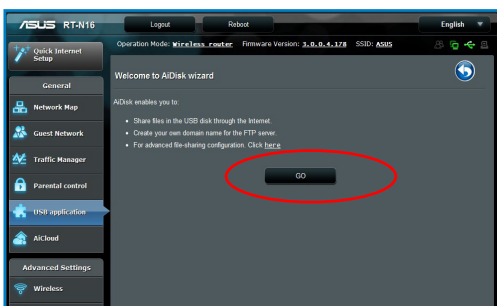 ASUS RT-N16 Logout Reboot English
Operation Mode: Wireless router Firmware Version: 3.0.0.4.178 SSID: ASUS
Quick Internet
Setup
General
Network Map
Guest Network
Traffic Manager
Parental control
USB application
AiCloud
Advanced Settings
Wireless
Welcome to AiDisk wizard
AiDisk enables you to:
• Share files in the USB disk through the Internet.
• Create your own domain name for the FTP server.
• For advanced file-sharing configuration. Click here
GO